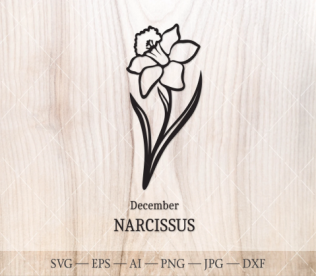 December
NARCISSUS
SVG — EPS — AI — PNG — JPG — DXF